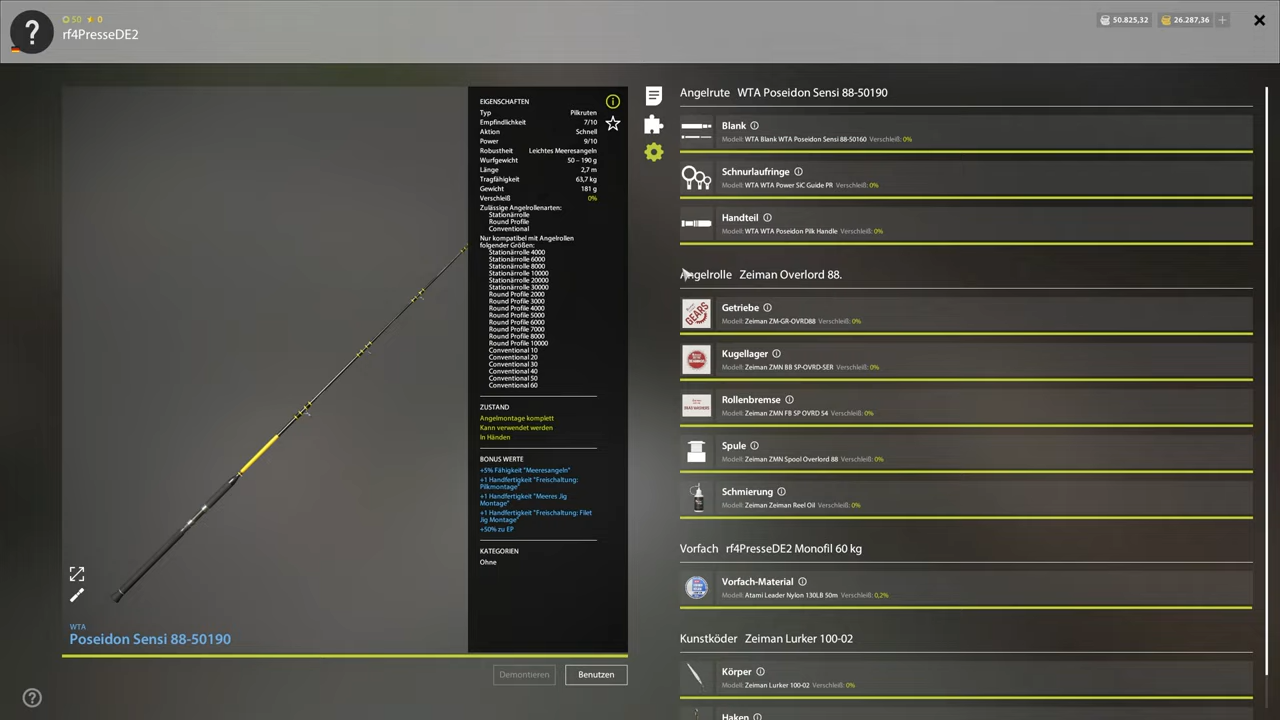 50 0
rf4PresseDE2
50.825,32
26.287,36
EIGENSCHAFTEN
Typ Pilkruten
Empfindlichkeit 7/10
Aktion Schnell
Power 9/10
Robustheit Leichtes Meeresangeln
Wurfgewicht 50 – 190 g
Länge 2,7 m
Tragfähigkeit 63,7 kg
Gewicht 181 g
Verschleiß 0%
Zulässige Angelrollenarten:
Stationärrolle
Round Profile
Conventional
Nur kompatibel mit Angelrollen
folgender Größen:
Stationärrolle 4000
Stationärrolle 6000
Stationärrolle 8000
Stationärrolle 10000
Stationärrolle 20000
Stationärrolle 30000
Round Profile 2000
Round Profile 3000
Round Profile 4000
Round Profile 5000
Round Profile 6000
Round Profile 7000
Round Profile 8000
Round Profile 10000
Conventional 10
Conventional 20
Conventional 30
Conventional 40
Conventional 50
Conventional 60
ZUSTAND
Angelmontage komplett
Kann verwendet werden
In Händen
BONUS WERTE
+5% Fähigkeit "Meeresangeln"
+1 Handfertigkeit "Freischaltung:
Pilkmontage"
+1 Handfertigkeit "Meeres Jig
Montage"
+1 Handfertigkeit "Freischaltung: Filet
Jig Montage"
+50% zu EP
KATEGORIEN
Ohne
WTA
Poseidon Sensi 88-50190
Demontieren
Benutzen
Angelrute WTA Poseidon Sensi 88-50190
Blank
Modell: WTA Blank WTA Poseidon Sensi 88-50160 Verschleiß: 0%
Schnurlaufringe
Modell: WTA WTA Power SiC Guide PR Verschleiß: 0%
Handteil
Modell: WTA WTA Poseidon Pilk Handle Verschleiß: 0%
Angelrolle Zeiman Overlord 88.
GEARS
Getriebe
Modell: Zeiman ZM-GR-OVRD88 Verschleiß: 0%
Kugellager
Modell: Zeiman ZMN BB SP-OVRD-SER Verschleiß: 0%
Rollenbremse
Modell: Zeiman ZMN FB SP OVRD S4 Verschleiß: 0%
Spule
Modell: Zeiman ZMN Spool Overlord 88 Verschleiß: 0%
Schmierung
Modell: Zeiman Zeiman Reel Oil Verschleiß: 0%
Vorfach rf4PresseDE2 Monofil 60 kg
Vorfach-Material
Modell: Atami Leader Nylon 130LB 50m Verschleiß: 0,2%
Kunstköder Zeiman Lurker 100-02
Körper
Modell: Zeiman Lurker 100-02 Verschleiß: 0%
Haken